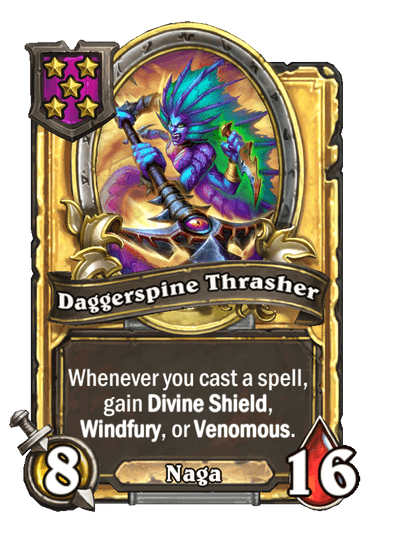 Daggerspine Thrasher
Whenever you cast a spell,
gain Divine Shield,
Windfury, or Venomous.
8
Naga
16